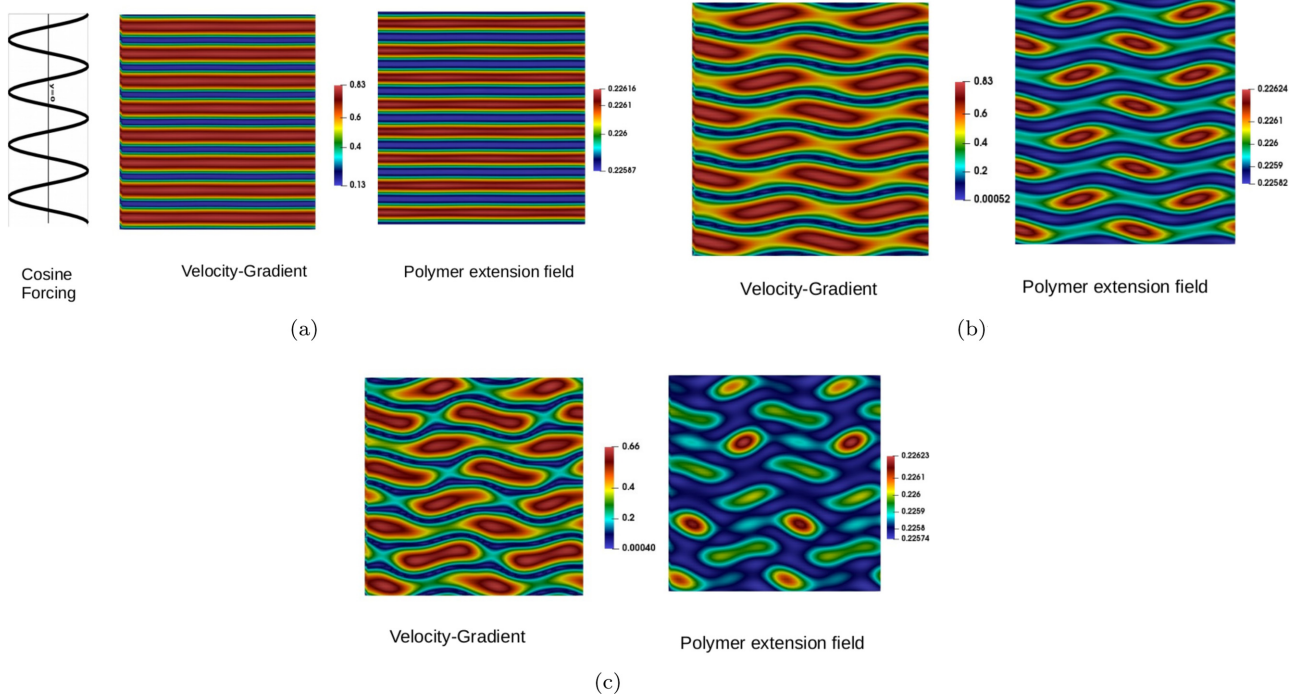 y=0
0.83
0.6
0.4
0.13
0.22616
0.2261
0.226
0.22587
Cosine
Forcing
Velocity-Gradient
Polymer extension field
(a)
0.83
0.6
0.4
0.2
0.00052
0.22624
0.2261
0.226
0.2259
0.22582
Velocity-Gradient
Polymer extension field
(b)
0.66
0.4
0.2
0.00040
0.22623
0.2261
0.226
0.2259
0.2258
0.22574
Velocity-Gradient
Polymer extension field
(c)